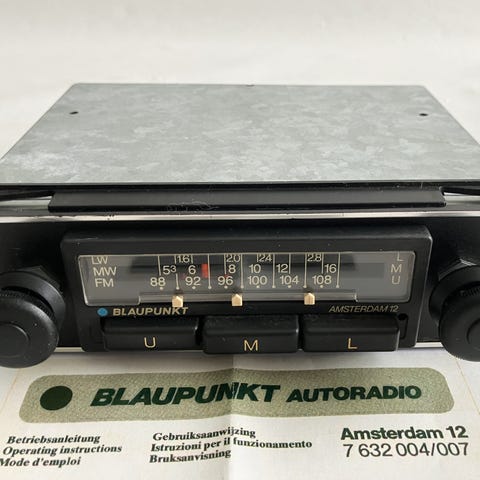 LW 1.6 2.0 2.4 2.8 L
MW 5³ 6 8 10 12 16 M
FM 88 92 96 100 104 108 U
BLAUPUNKT AMSTERDAM 12
U M L
BLAUPUNKT AUTORADIO
Betriebsanleitung Gebruiksaanwijzing Amsterdam 12
Operating instructions Istruzioni per il funzionamento 7 632 004/007
Mode d'emploi Bruksanvisning